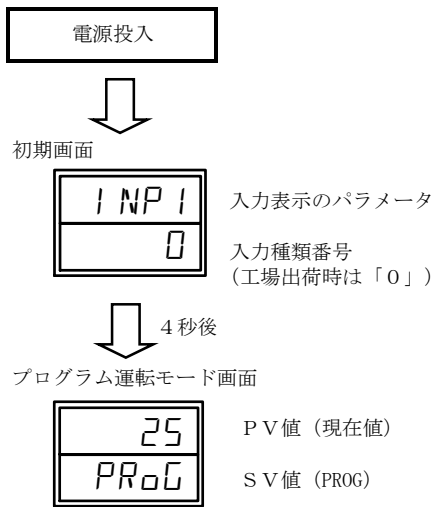 電源投入
初期画面
INP1
入力表示のパラメータ
0
入力種類番号
(工場出荷時は「０」)
４秒後
プログラム運転モード画面
25
ＰＶ値（現在値）
PRoG
ＳＶ値（PROG）